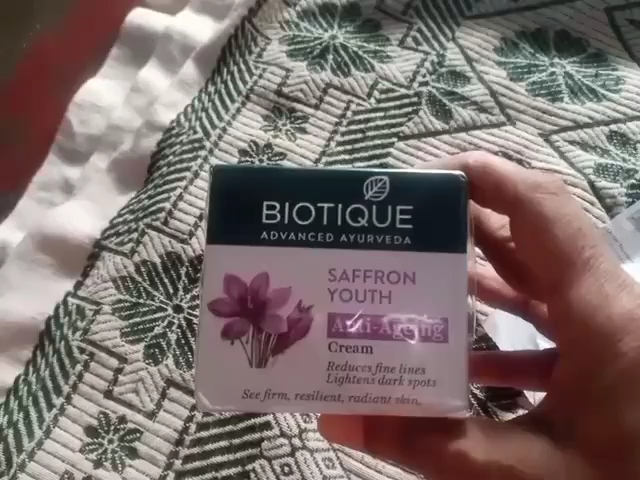 BIOTIQUE
ADVANCED AYURVEDA
SAFFRON
YOUTH
Anti-Ageing
Cream
Reduces fine lines
Lightens dark spots
See firm, resilient, radiant skin.